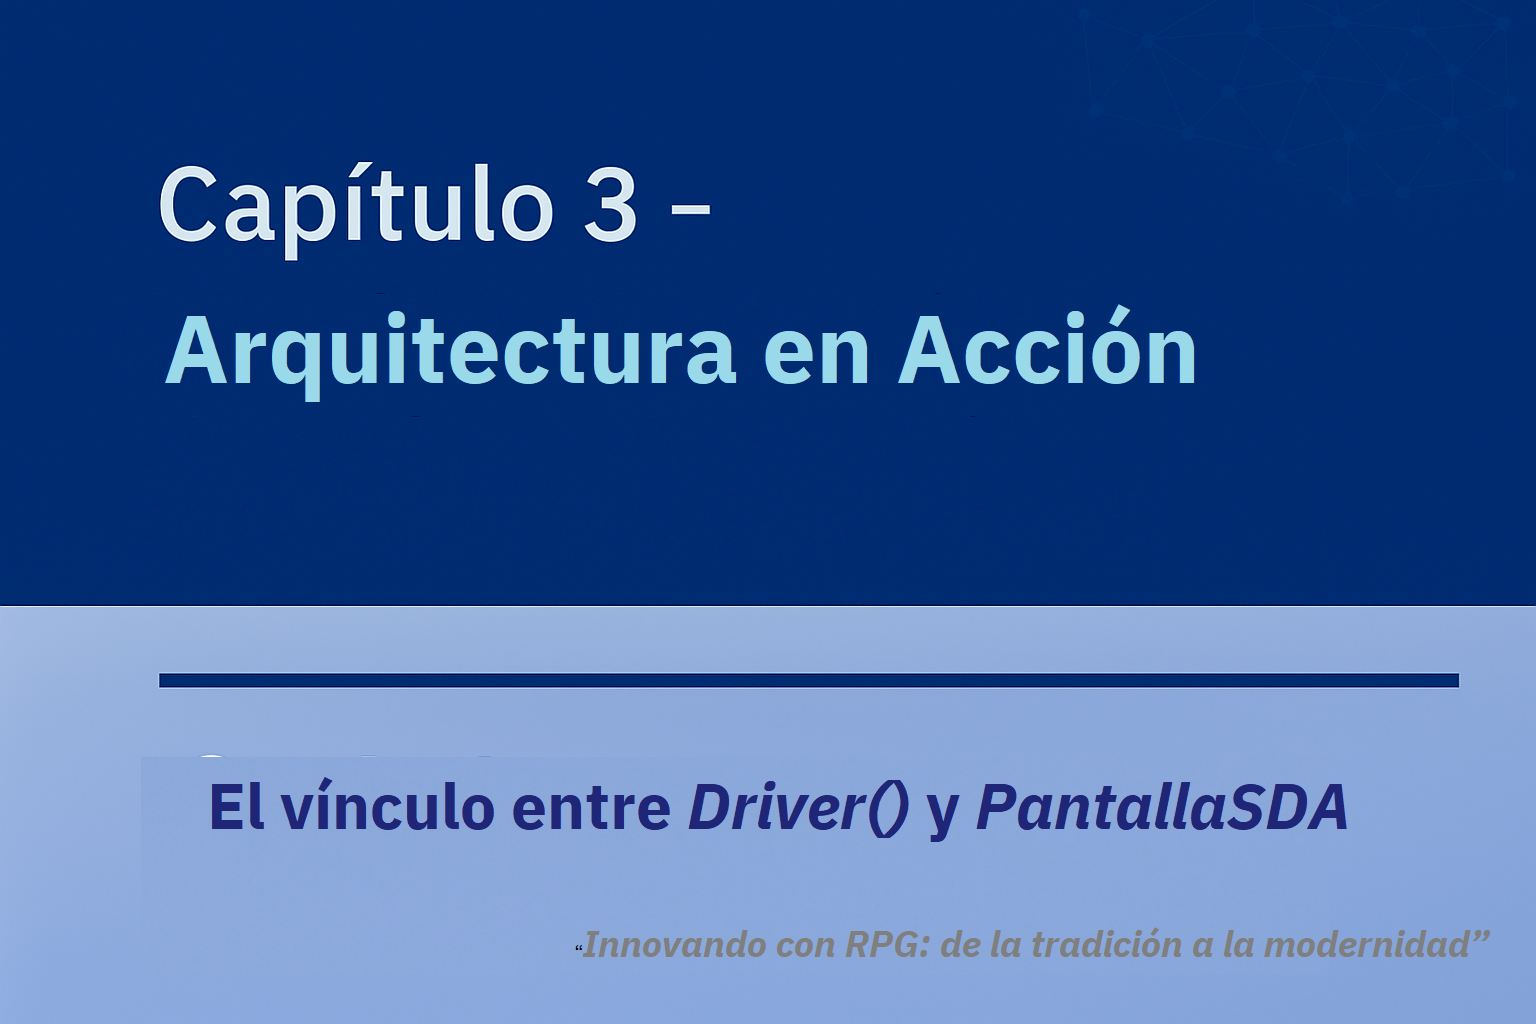 Capítulo 3 –
Arquitectura en Acción
El vínculo entre Driver() y PantallaSDA
“Innovando con RPG: de la tradición a la modernidad”